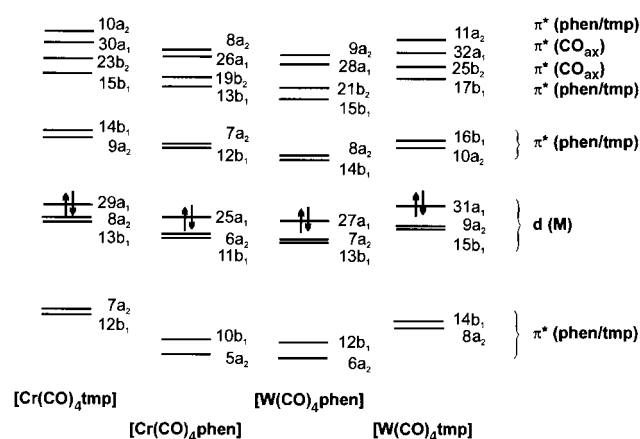 10a₂ 8a₂ 9a₂ 11a₂ π* (phen/tmp)
30a₁ 26a₁ 28a₁ 32a₁ π* (CO_ax)
23b₂ 19b₂ 21b₂ 25b₂ π* (CO_ax)
15b₁ 13b₁ 15b₁ 17b₁ π* (phen/tmp)
14b₁ 7a₂ 8a₂ 16b₁ } π* (phen/tmp)
9a₂ 12b₁ 14b₁ 10a₂
29a₁ 25a₁ 27a₁ 31a₁
8a₂ 6a₂ 7a₂ 9a₂ } d (M)
13b₁ 11b₁ 13b₁ 15b₁
7a₂ 10b₁ 12b₁ 14b₁
12b₁ 5a₂ 6a₂ 8a₂ } π* (phen/tmp)
[Cr(CO)₄tmp] [W(CO)₄phen]
[Cr(CO)₄phen] [W(CO)₄tmp]